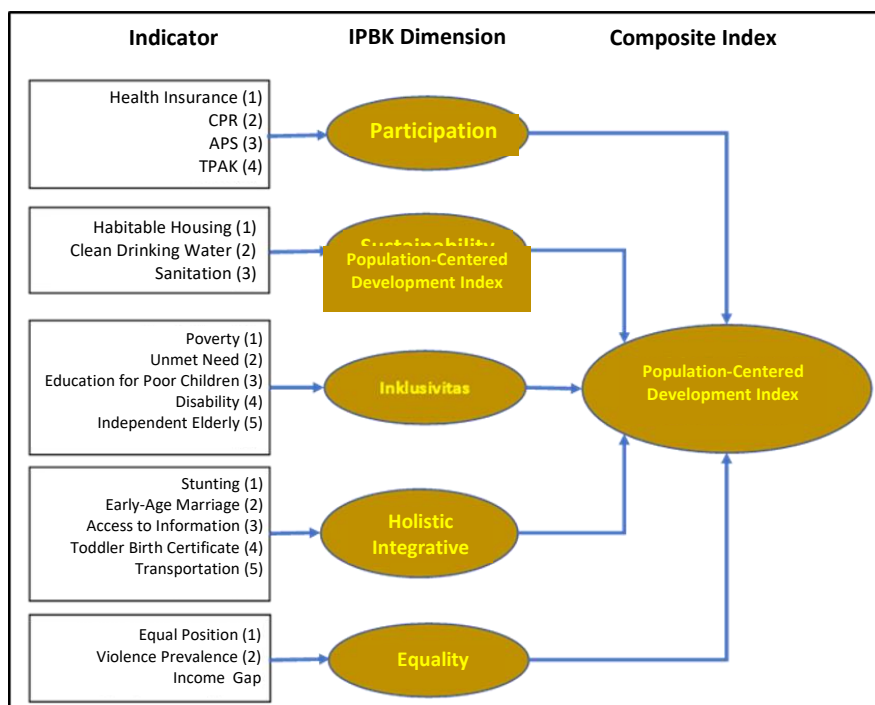 Indicator
IPBK Dimension
Composite Index
Health Insurance (1)
CPR (2)
APS (3)
TPAK (4)
Participation
Habitable Housing (1)
Clean Drinking Water (2)
Sanitation (3)
Sustainability
Population-Centered
Development Index
Poverty (1)
Unmet Need (2)
Education for Poor Children (3)
Disability (4)
Independent Elderly (5)
Inklusivitas
Population-Centered
Development Index
Stunting (1)
Early-Age Marriage (2)
Access to Information (3)
Toddler Birth Certificate (4)
Transportation (5)
Holistic
Integrative
Equal Position (1)
Violence Prevalence (2)
Income Gap
Equality